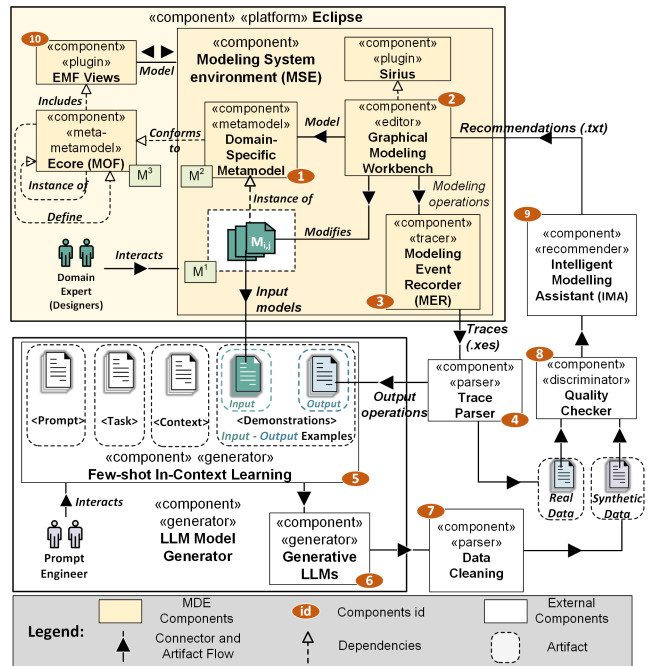 «component» «platform» Eclipse
10
«component»
«plugin»
EMF Views
Model
«component»
Modeling System
environment (MSE)
«component»
«plugin»
Sirius
Includes
«component»
«meta-
metamodel»
Ecore (MOF)
M3
Instance of
Define
Conforms
to
«component»
«metamodel»
Domain-
Specific
Metamodel
M2
1
Model
2
«component»
«editor»
Graphical
Modeling
Workbench
Recommendations (.txt)
Modeling
operations
Instance of
Mi,j
M1
Modifies
Interacts
Domain
Expert
(Designers)
«component»
«tracer»
Modeling
Event
Recorder
(MER)
3
9
«component»
«recommender»
Intelligent
Modelling
Assistant (IMA)
Input
models
Traces
(.xes)
<Prompt>
<Task>
<Context>
Input
Output
<Demonstrations>
Input - Output Examples
Output
operations
«component»
«parser»
Trace
Parser
4
8
«component»
«discriminator»
Quality
Checker
«component» «generator»
Few-shot In-Context Learning
5
Real
Data
Synthetic
Data
Interacts
Prompt
Engineer
«component»
«generator»
LLM Model
Generator
«component»
«generator»
Generative
LLMs
6
7
«component»
«parser»
Data
Cleaning
Legend:
MDE
Components
id
Components id
External
Components
Connector and
Artifact Flow
Dependencies
Artifact